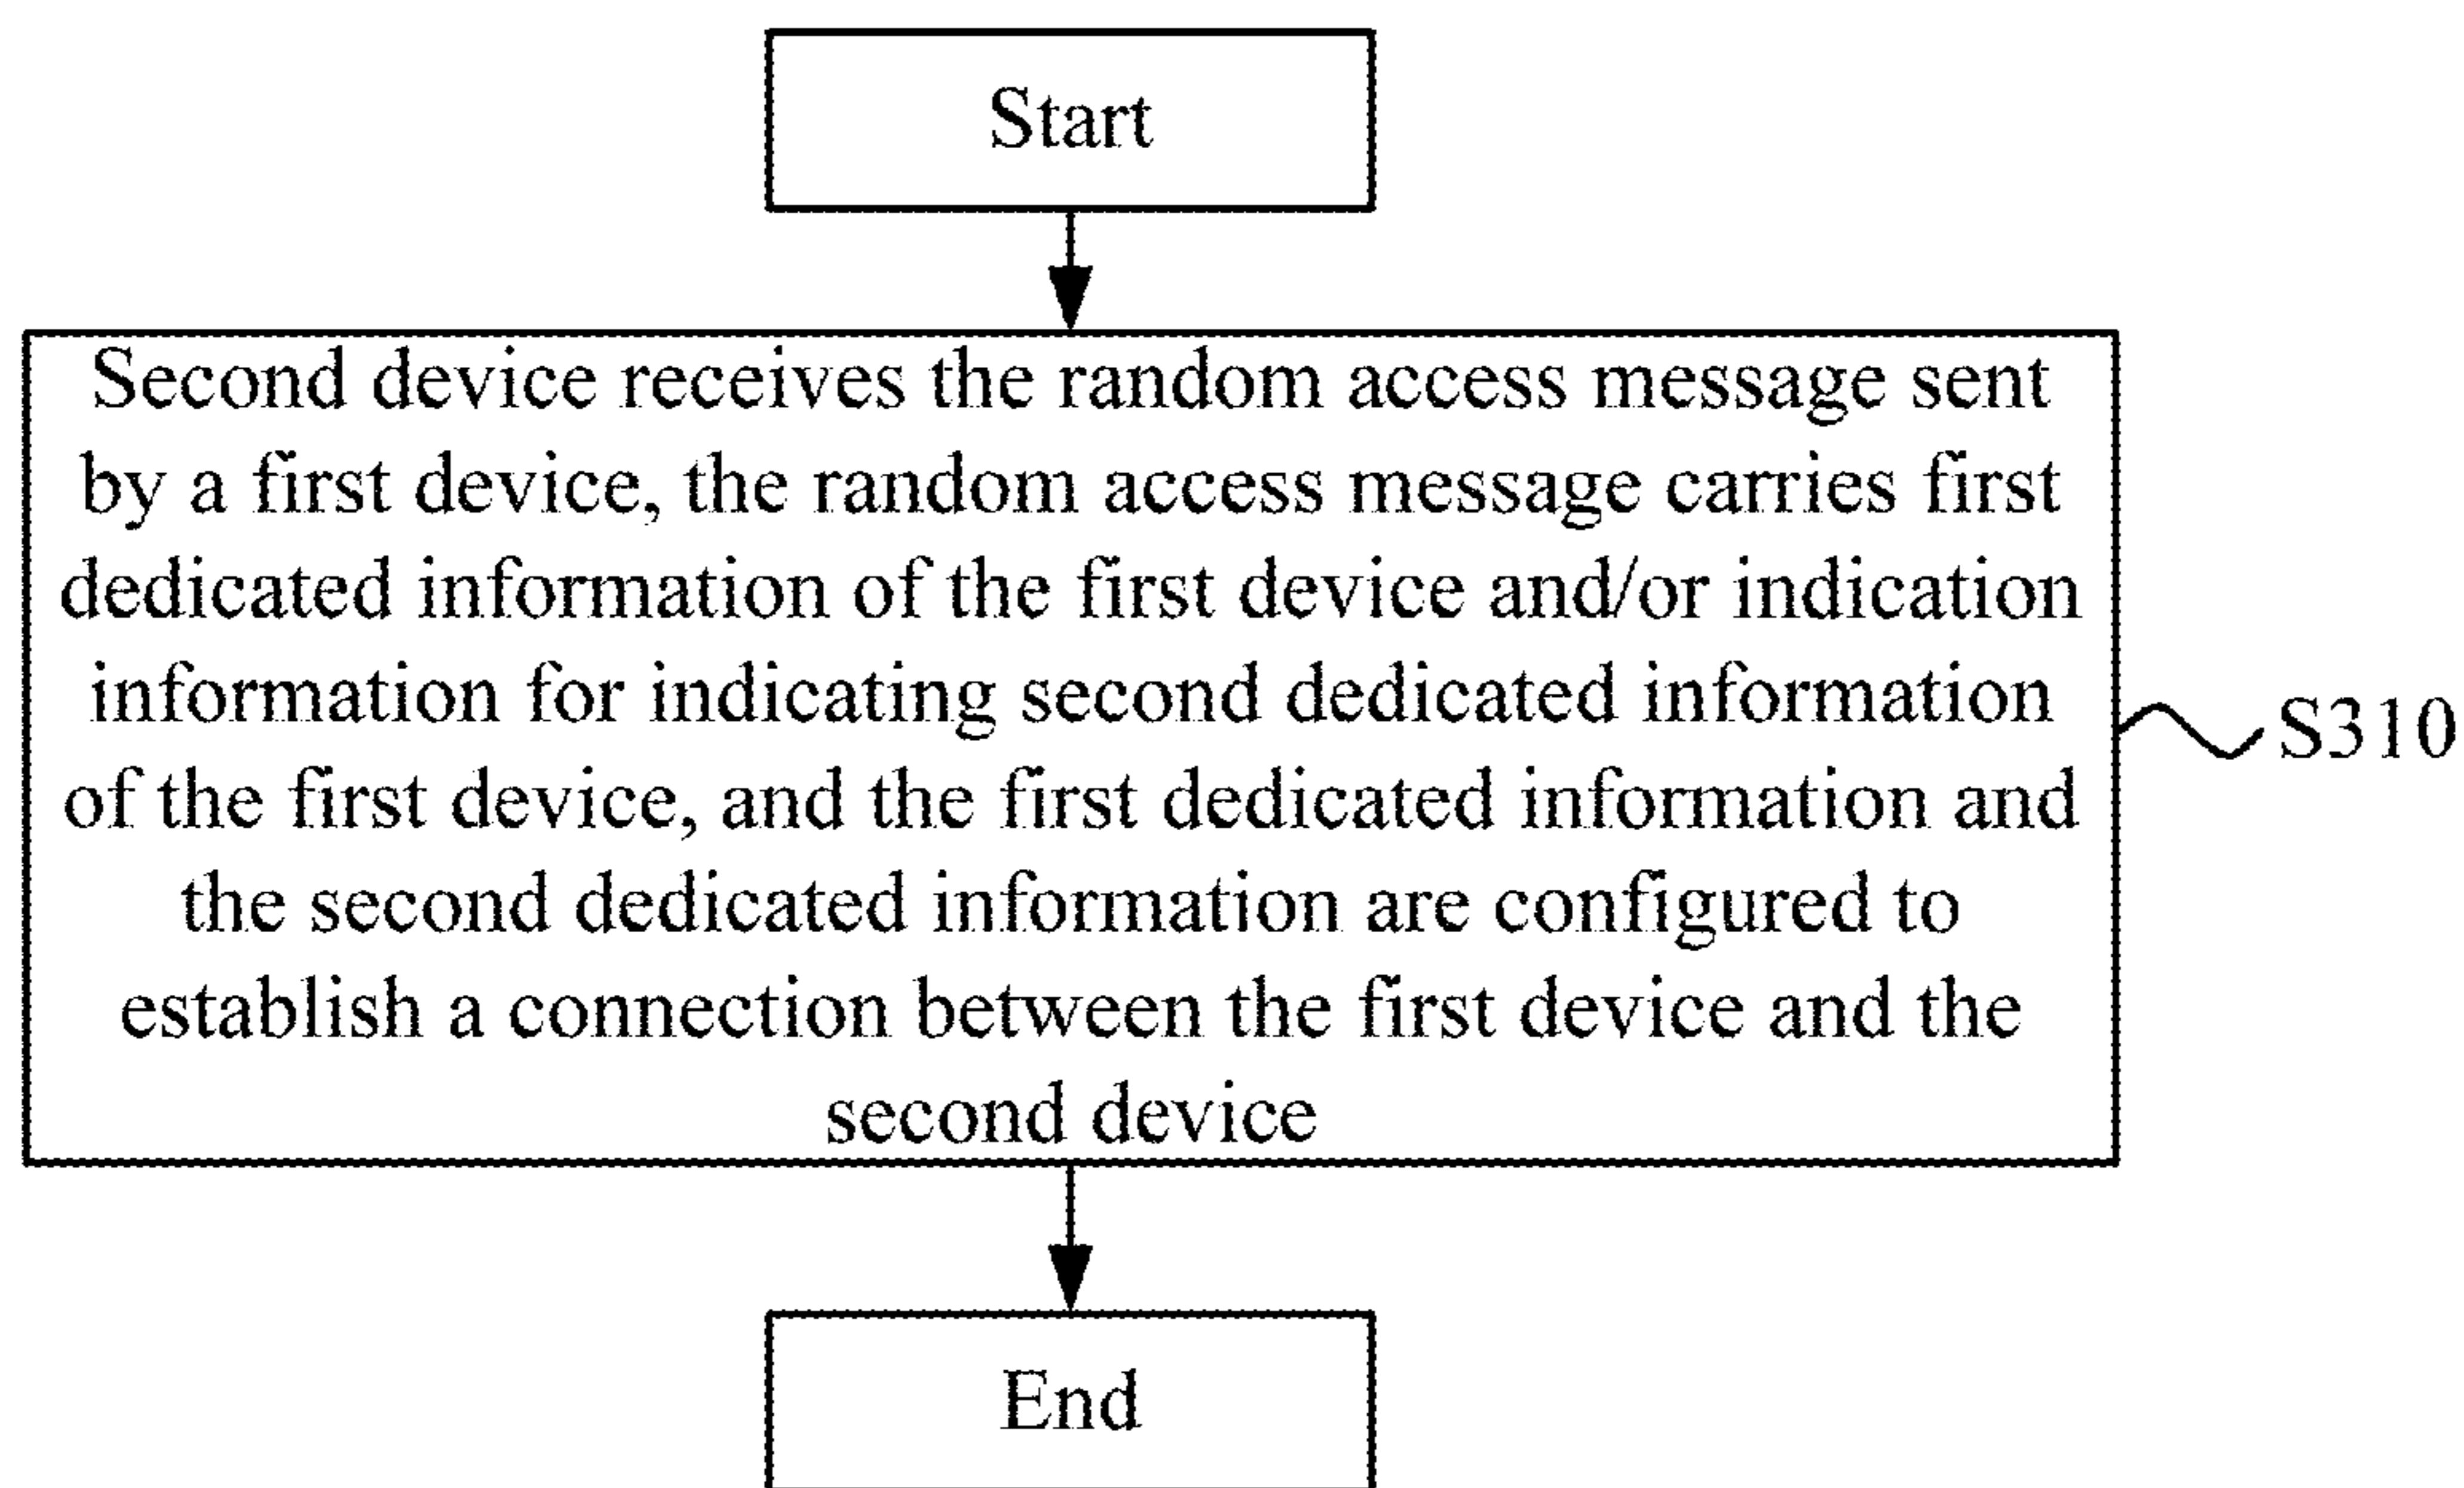 Start
Second device receives the random access message sent
by a first device, the random access message carries first
dedicated information of the first device and/or indication
information for indicating second dedicated information
of the first device, and the first dedicated information and
the second dedicated information are configured to
establish a connection between the first device and the
second device
S310
End